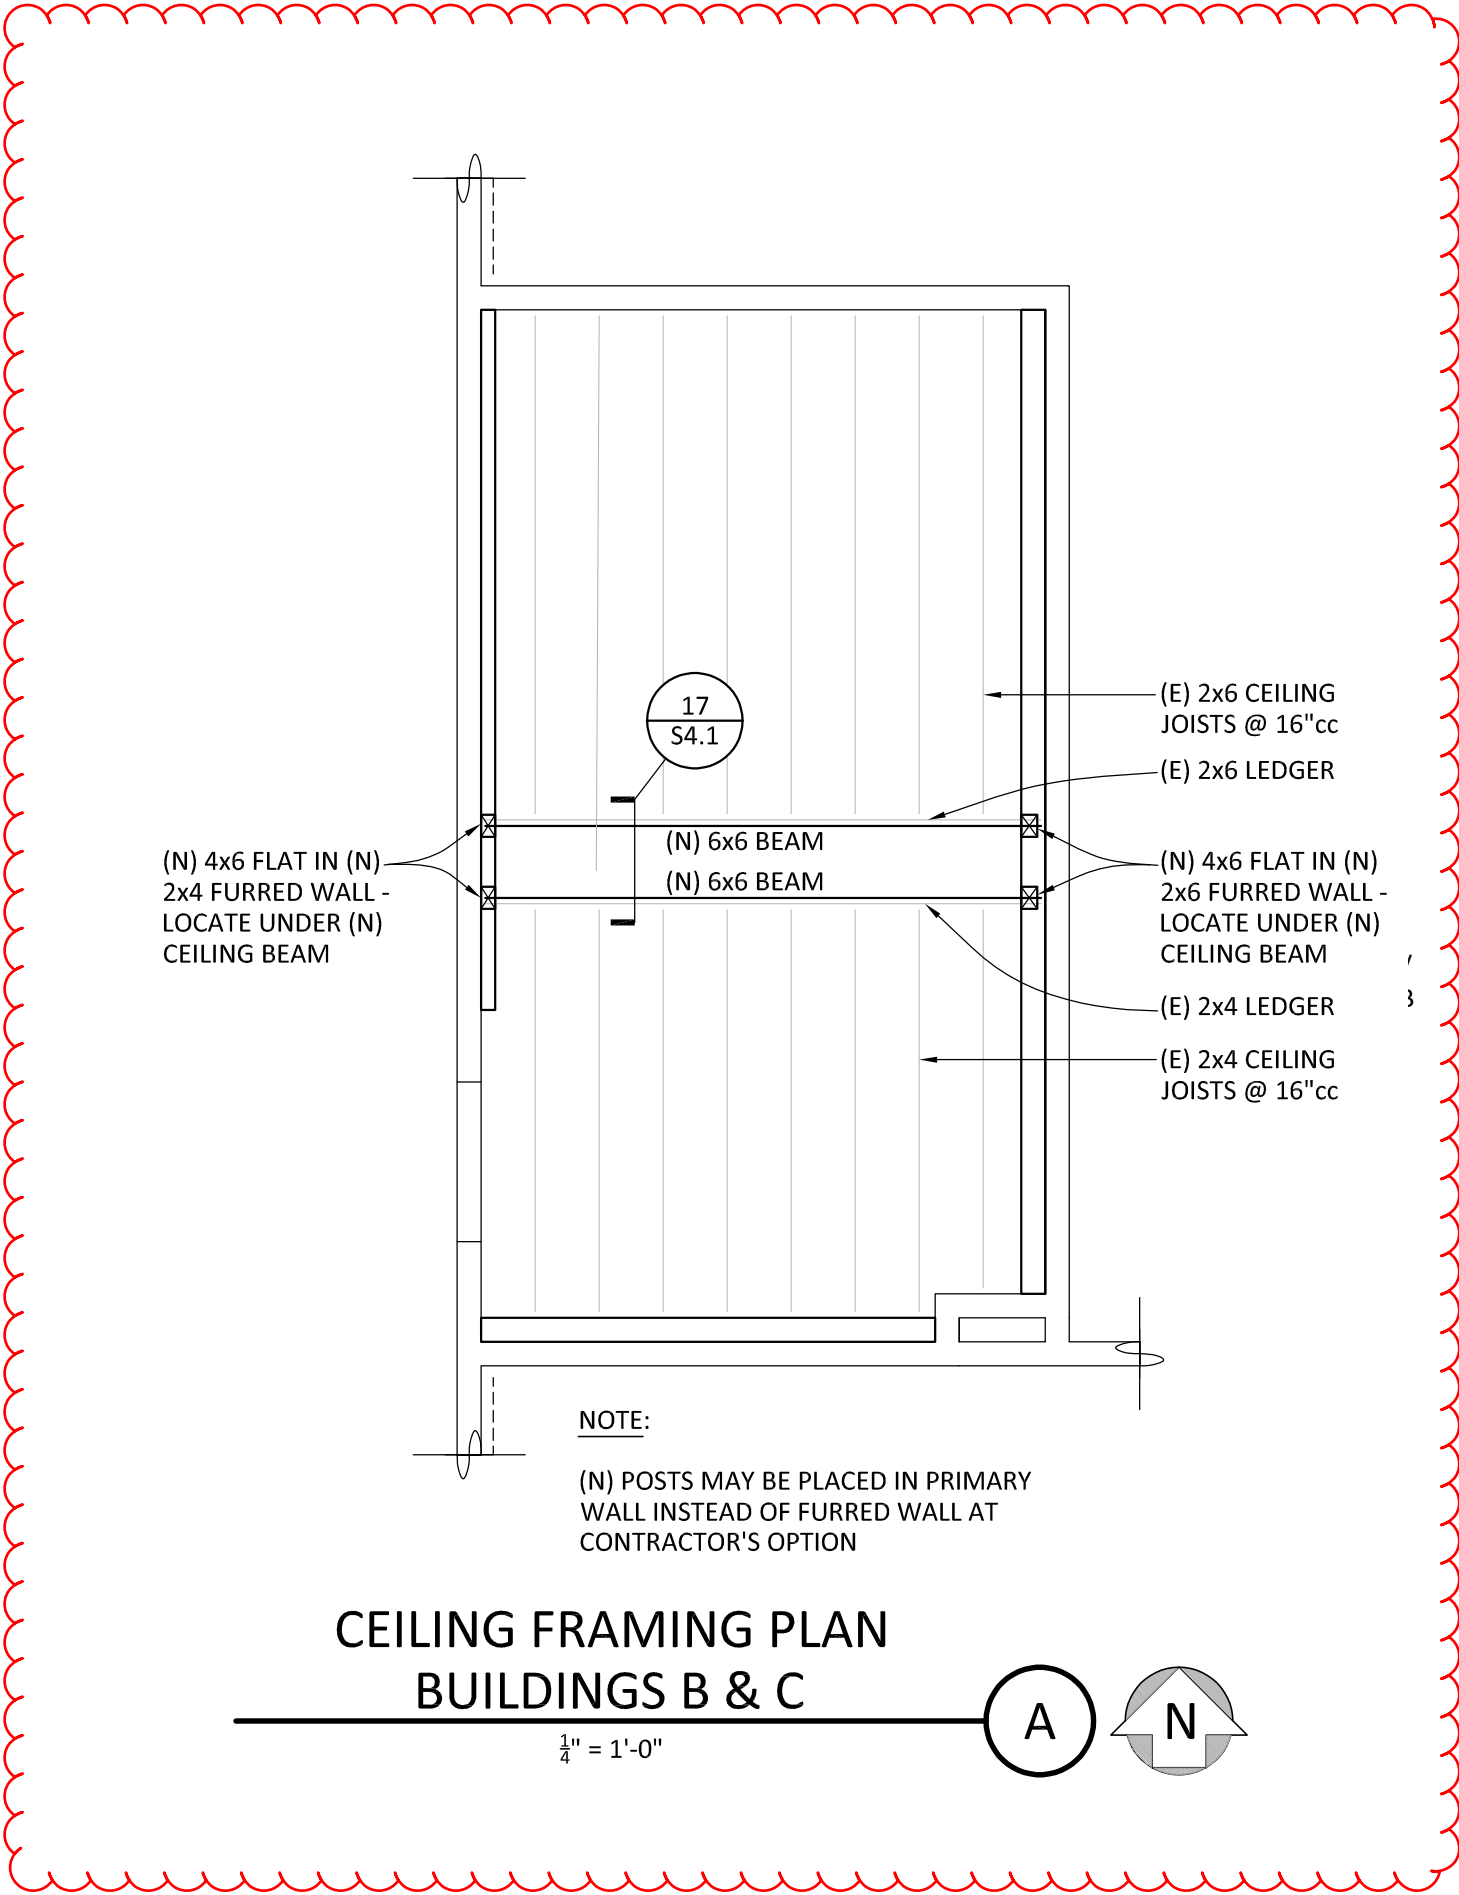 17
S4.1
(E) 2x6 CEILING
JOISTS @ 16"cc
(E) 2x6 LEDGER
(N) 6x6 BEAM
(N) 6x6 BEAM
(N) 4x6 FLAT IN (N)
2x4 FURRED WALL -
LOCATE UNDER (N)
CEILING BEAM
(N) 4x6 FLAT IN (N)
2x6 FURRED WALL -
LOCATE UNDER (N)
CEILING BEAM
(E) 2x4 LEDGER
(E) 2x4 CEILING
JOISTS @ 16"cc
NOTE:
(N) POSTS MAY BE PLACED IN PRIMARY
WALL INSTEAD OF FURRED WALL AT
CONTRACTOR'S OPTION
CEILING FRAMING PLAN
BUILDINGS B & C
A
N
1/4" = 1'-0"